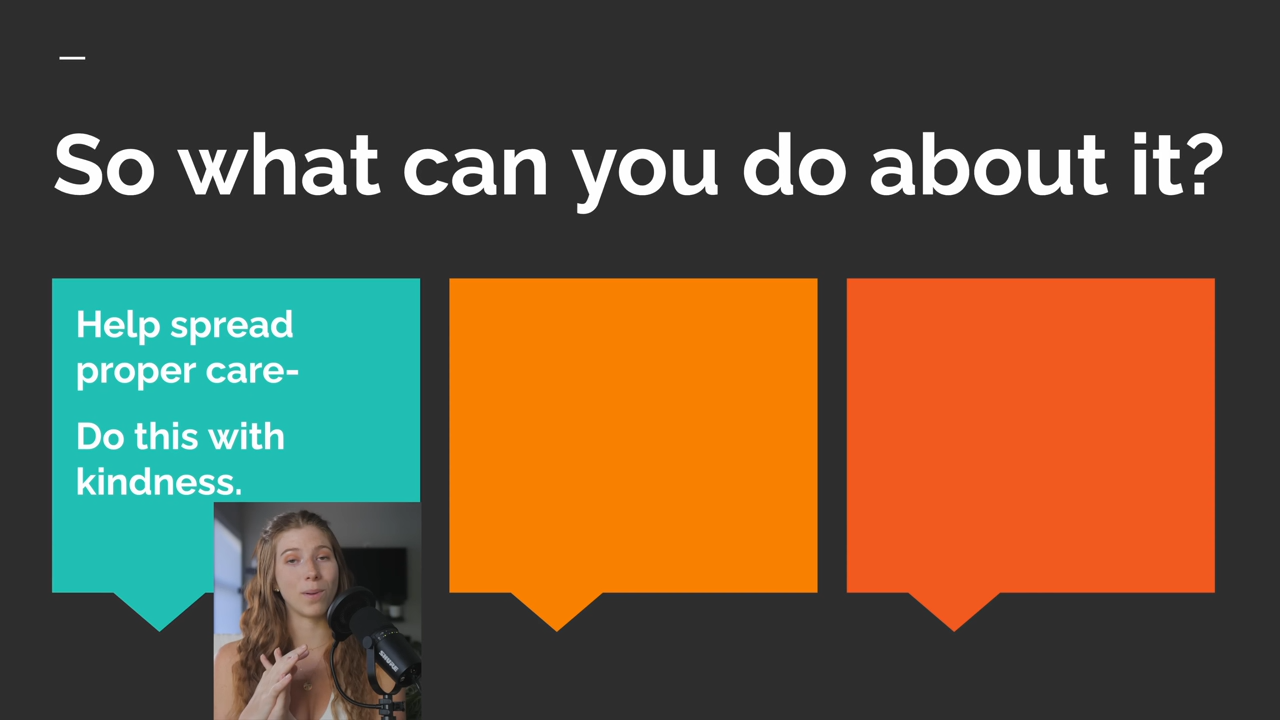 So what can you do about it?
Help spread
proper care-
Do this with
kindness.